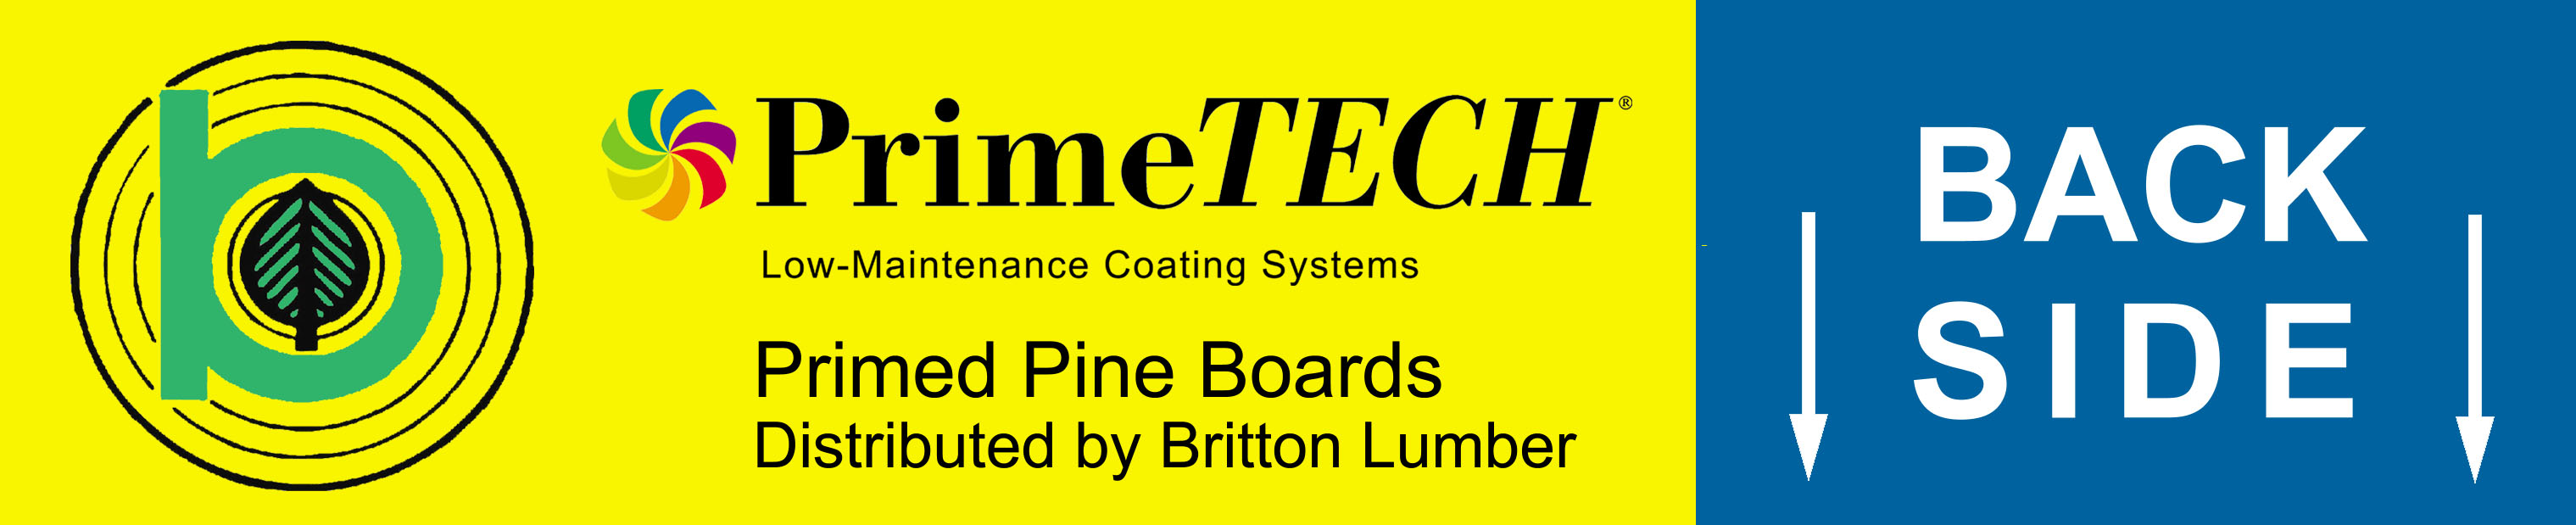 b
PrimeTECH®
Low-Maintenance Coating Systems
Primed Pine Boards
Distributed by Britton Lumber
BACK
SIDE